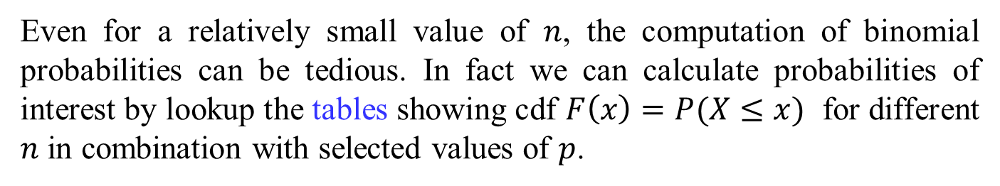 Even for a relatively small value of 𝑛, the computation of binomial
probabilities can be tedious. In fact we can calculate probabilities of
interest by lookup the tables showing cdf 𝐹(𝑥) = 𝑃(𝑋 ≤ 𝑥) for different
𝑛 in combination with selected values of 𝑝.